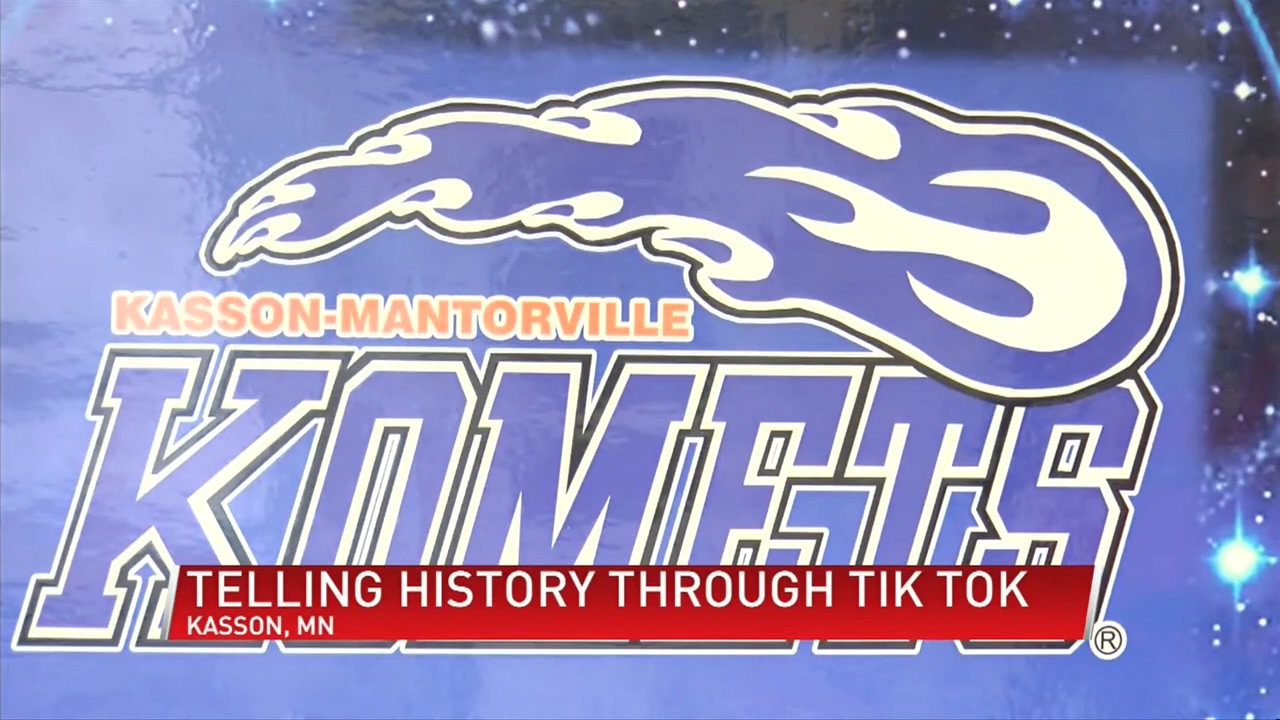 KASSON-MANTORVILLE
KOMETS
®
TELLING HISTORY THROUGH TIK TOK
KASSON, MN